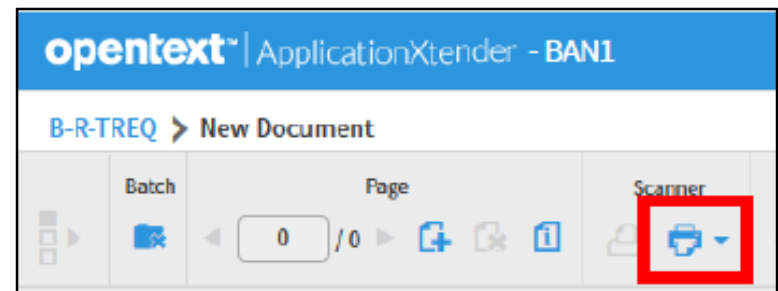 opentext™ | ApplicationXtender - BAN1
B-R-TREQ > New Document
Batch Page Scanner
0 / 0